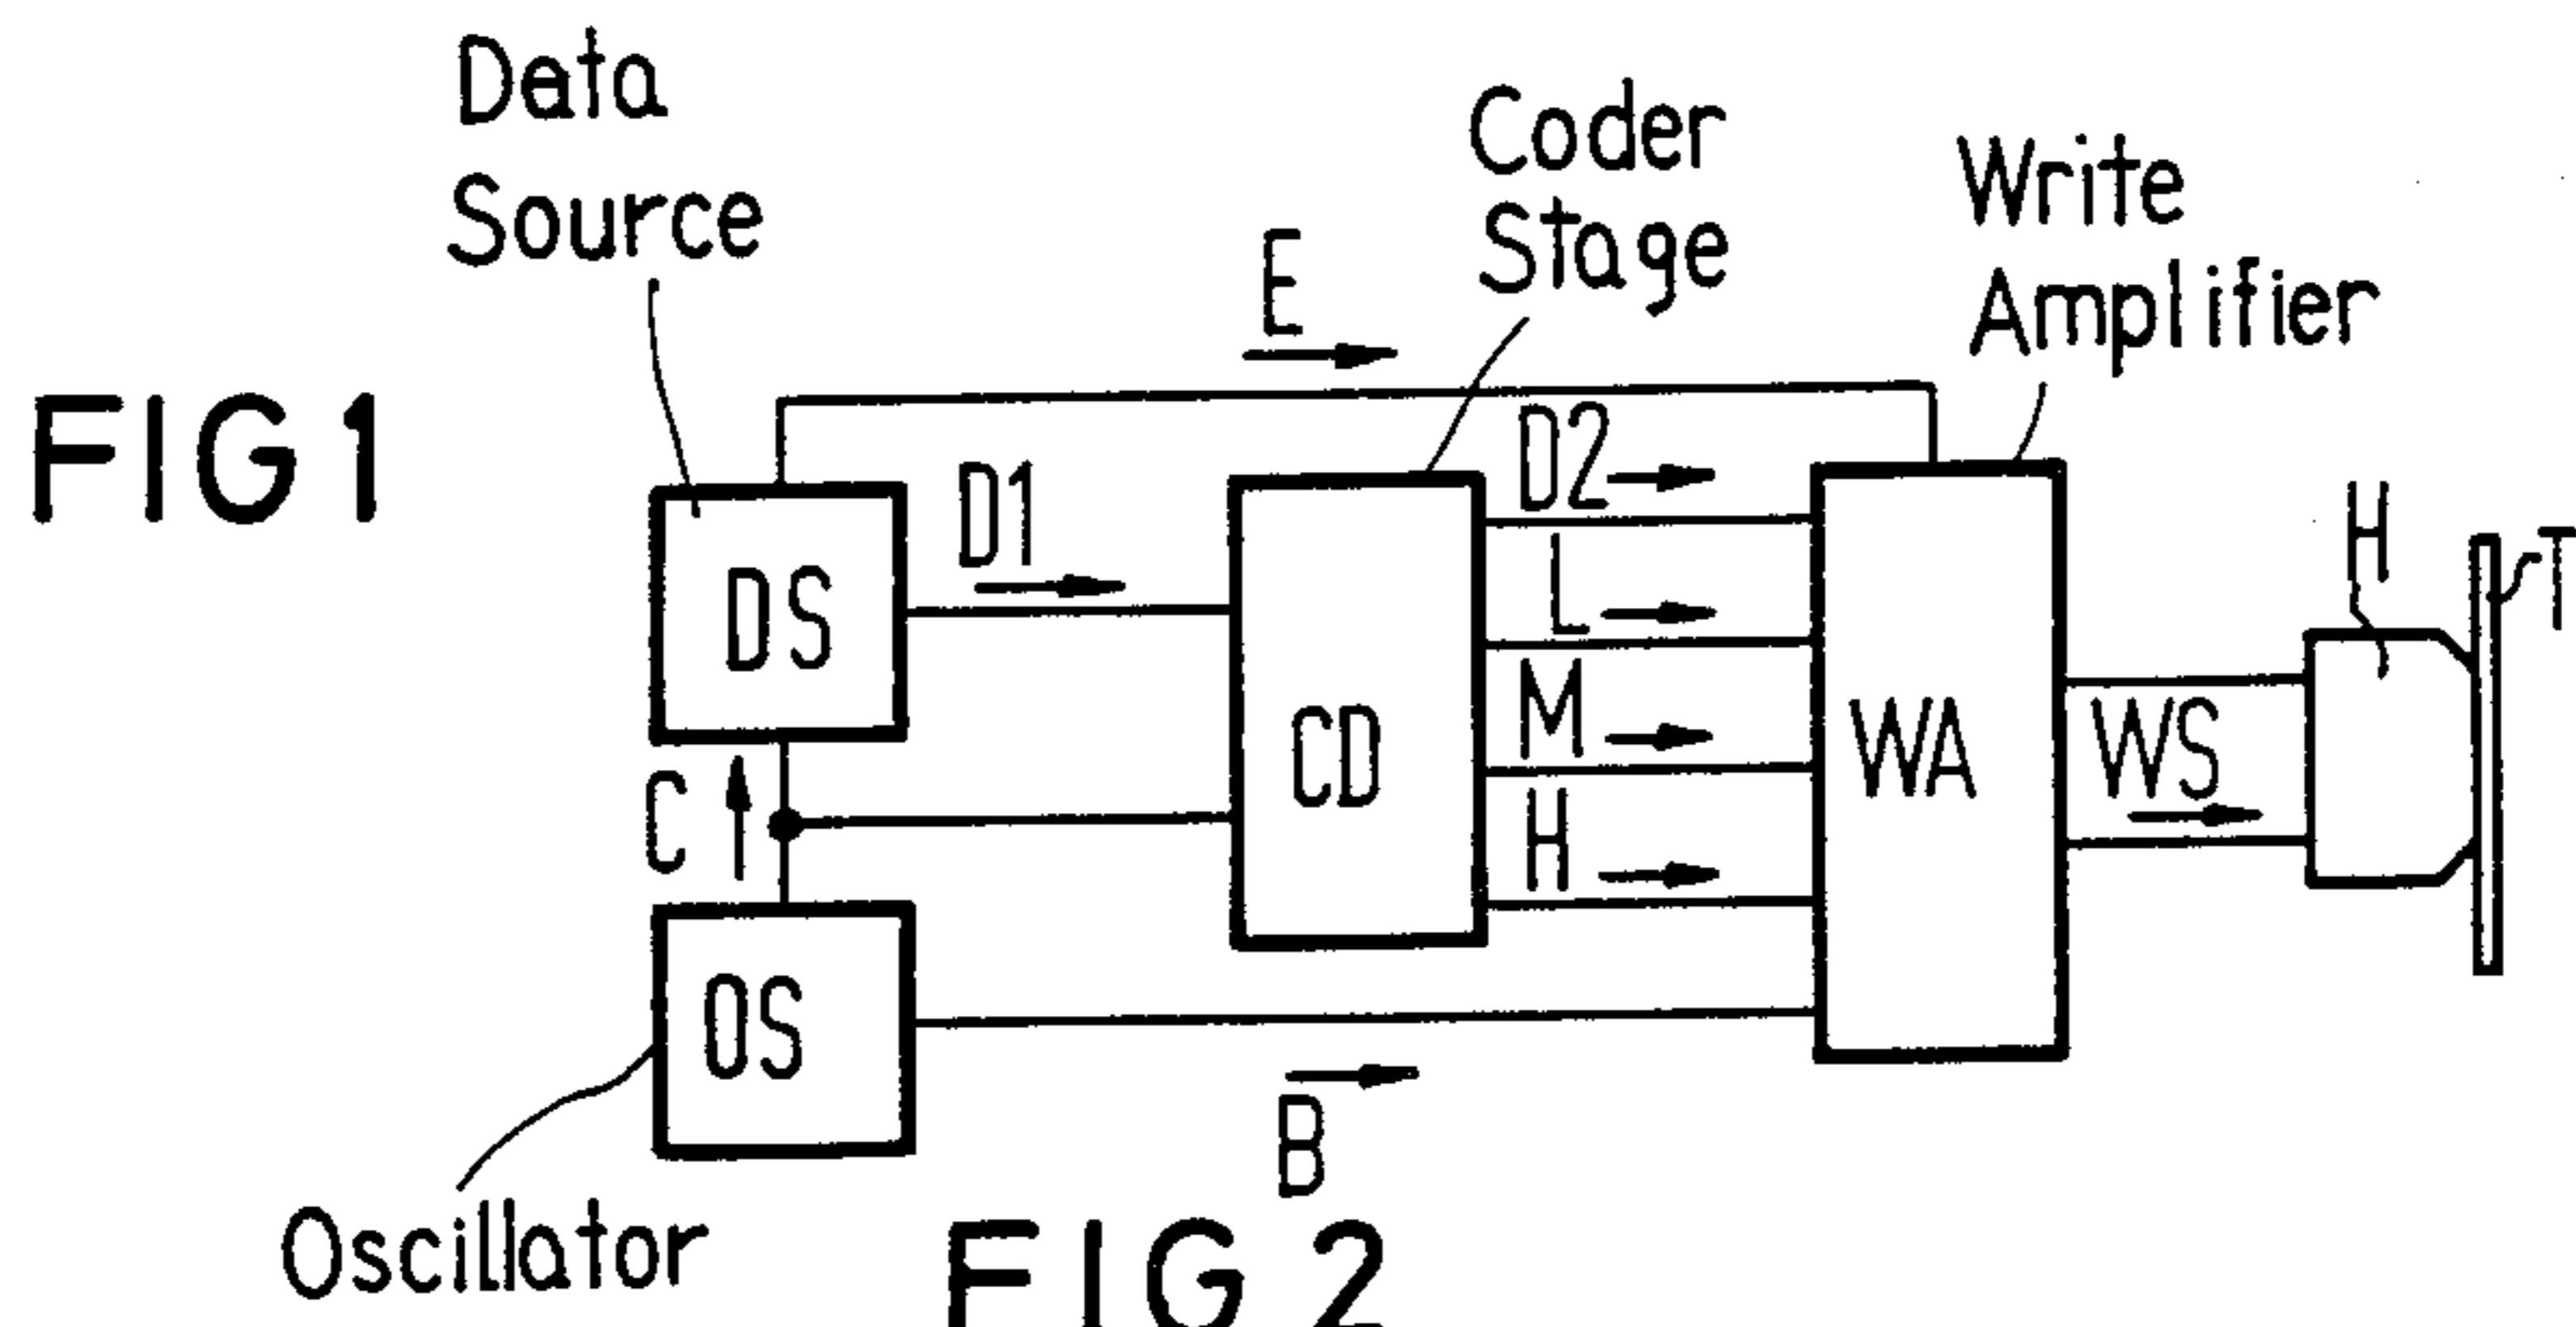 Data
Source
Coder
Stage
Write
Amplifier
E
FIG 1
D1
D2
L
M
H
H
T
DS
CD
WA
WS
C
OS
B
Oscillator
FIG 2